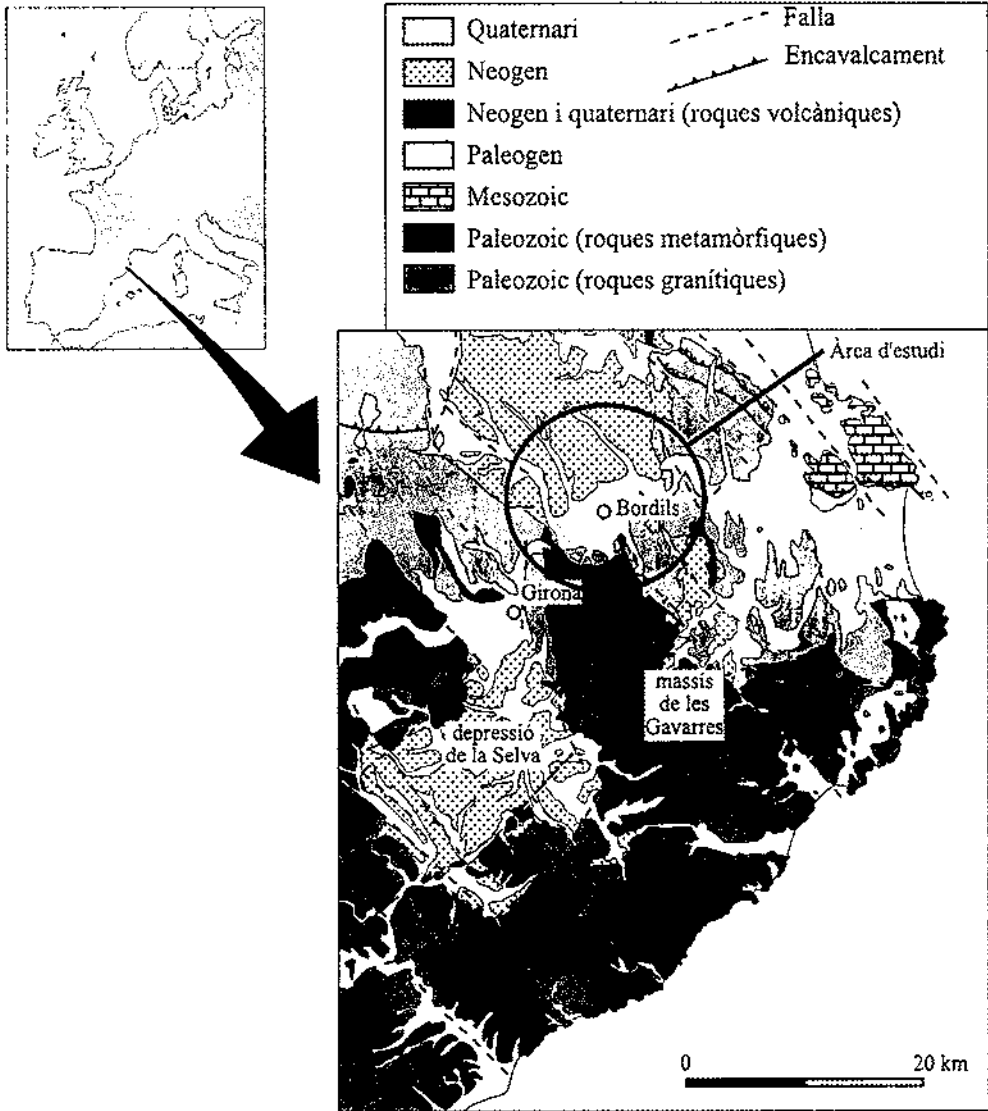 Quaternari
Neogen
Neogen i quaternari (roques volcàniques)
Paleogen
Mesozoic
Paleozoic (roques metamòrfiques)
Paleozoic (roques granítiques)
Falla
Encavalcament
Àrea d'estudi
Bordils
Girona
massís
de les
Gavarres
depressió
de la Selva
0 20 km